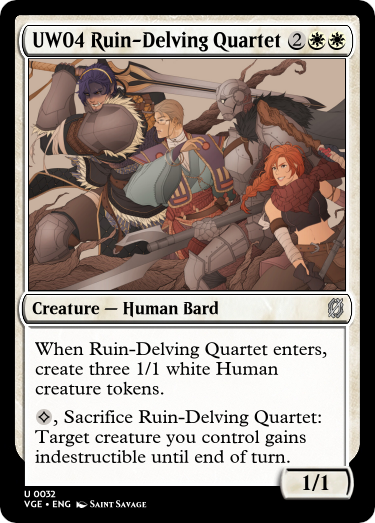 UW04 Ruin-Delving Quartet 2
Creature — Human Bard
When Ruin-Delving Quartet enters,
create three 1/1 white Human
creature tokens.
, Sacrifice Ruin-Delving Quartet:
Target creature you control gains
indestructible until end of turn.
1/1
U 0032
VGE • ENG Saint Savage